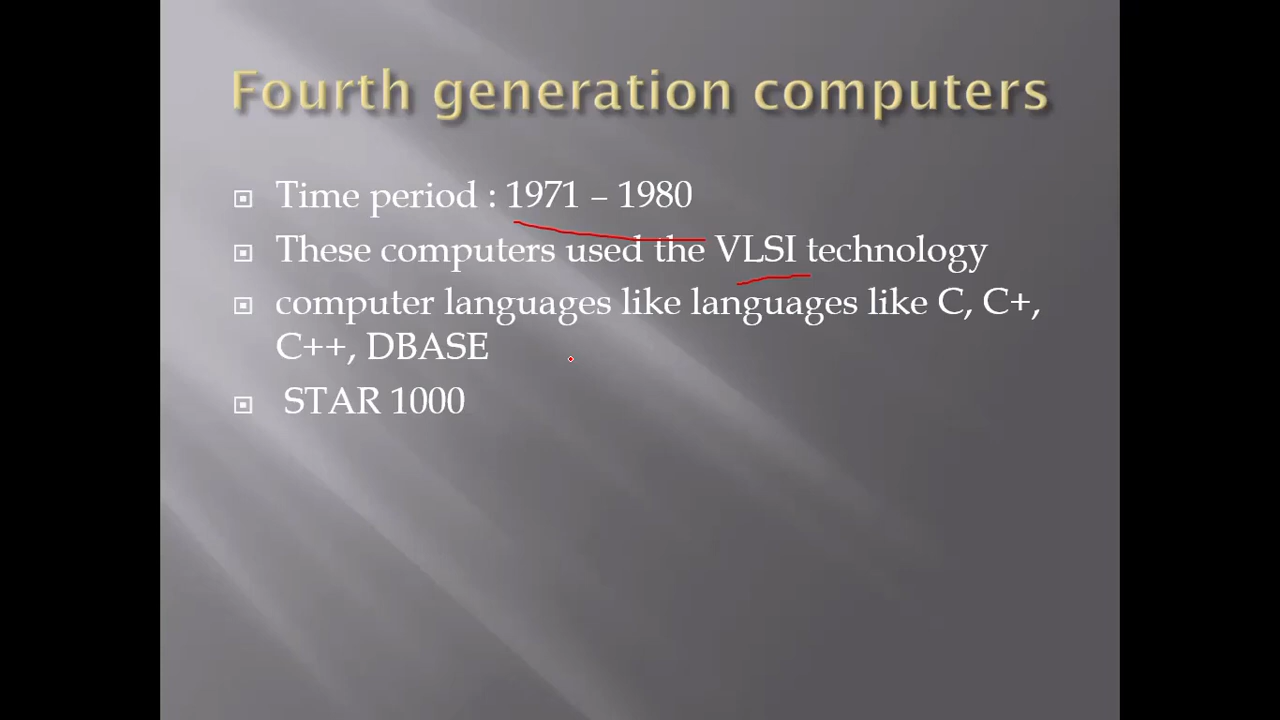 Fourth generation computers
Time period : 1971 – 1980
These computers used the VLSI technology
computer languages like languages like C, C+,
C++, DBASE
STAR 1000